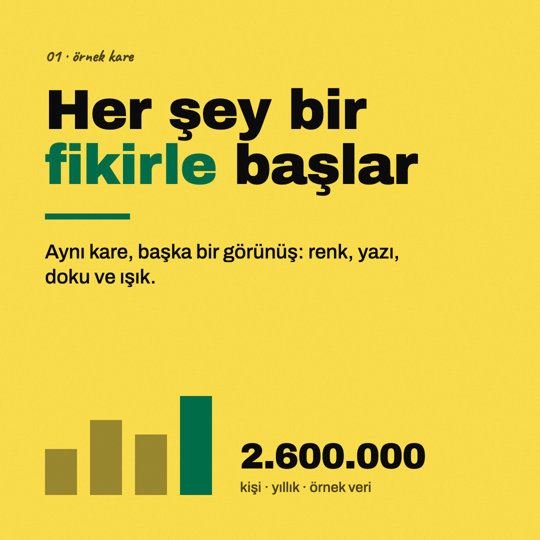 01 · örnek kare
Her şey bir
fikirle başlar
Aynı kare, başka bir görünüş: renk, yazı,
doku ve ışık.
2.600.000
kişi · yıllık · örnek veri